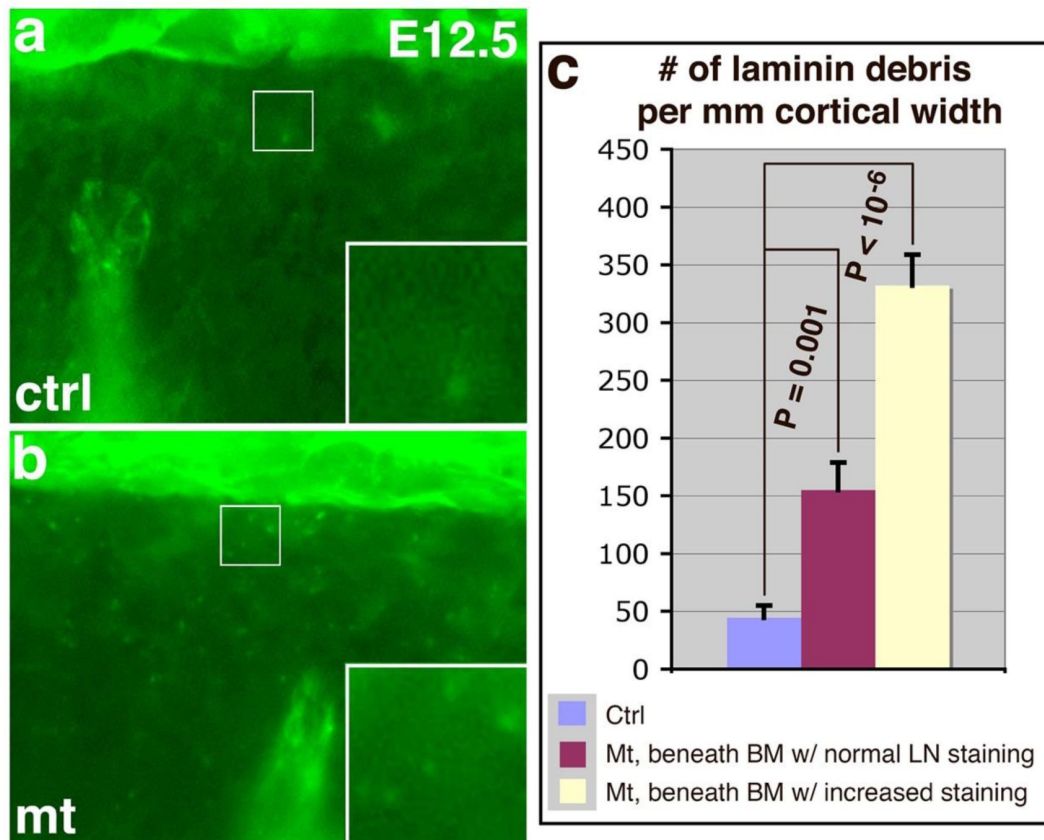 a
E12.5
ctrl
b
mt
c
# of laminin debris
per mm cortical width
450
400
350
300
250
200
150
100
50
0
P = 0.001
P < 10-6
Ctrl
Mt, beneath BM w/ normal LN staining
Mt, beneath BM w/ increased staining